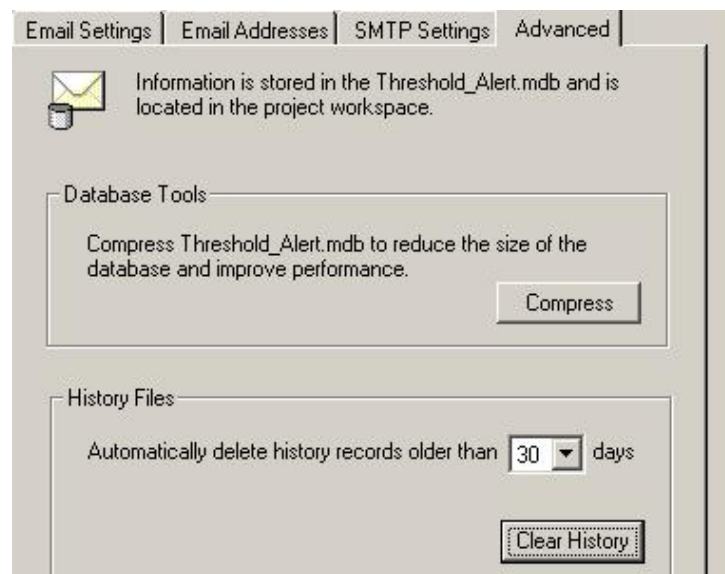 Email Settings Email Addresses SMTP Settings Advanced
Information is stored in the Threshold_Alert.mdb and is
located in the project workspace.
Database Tools
Compress Threshold_Alert.mdb to reduce the size of the
database and improve performance.
Compress
History Files
Automatically delete history records older than 30 days
Clear History